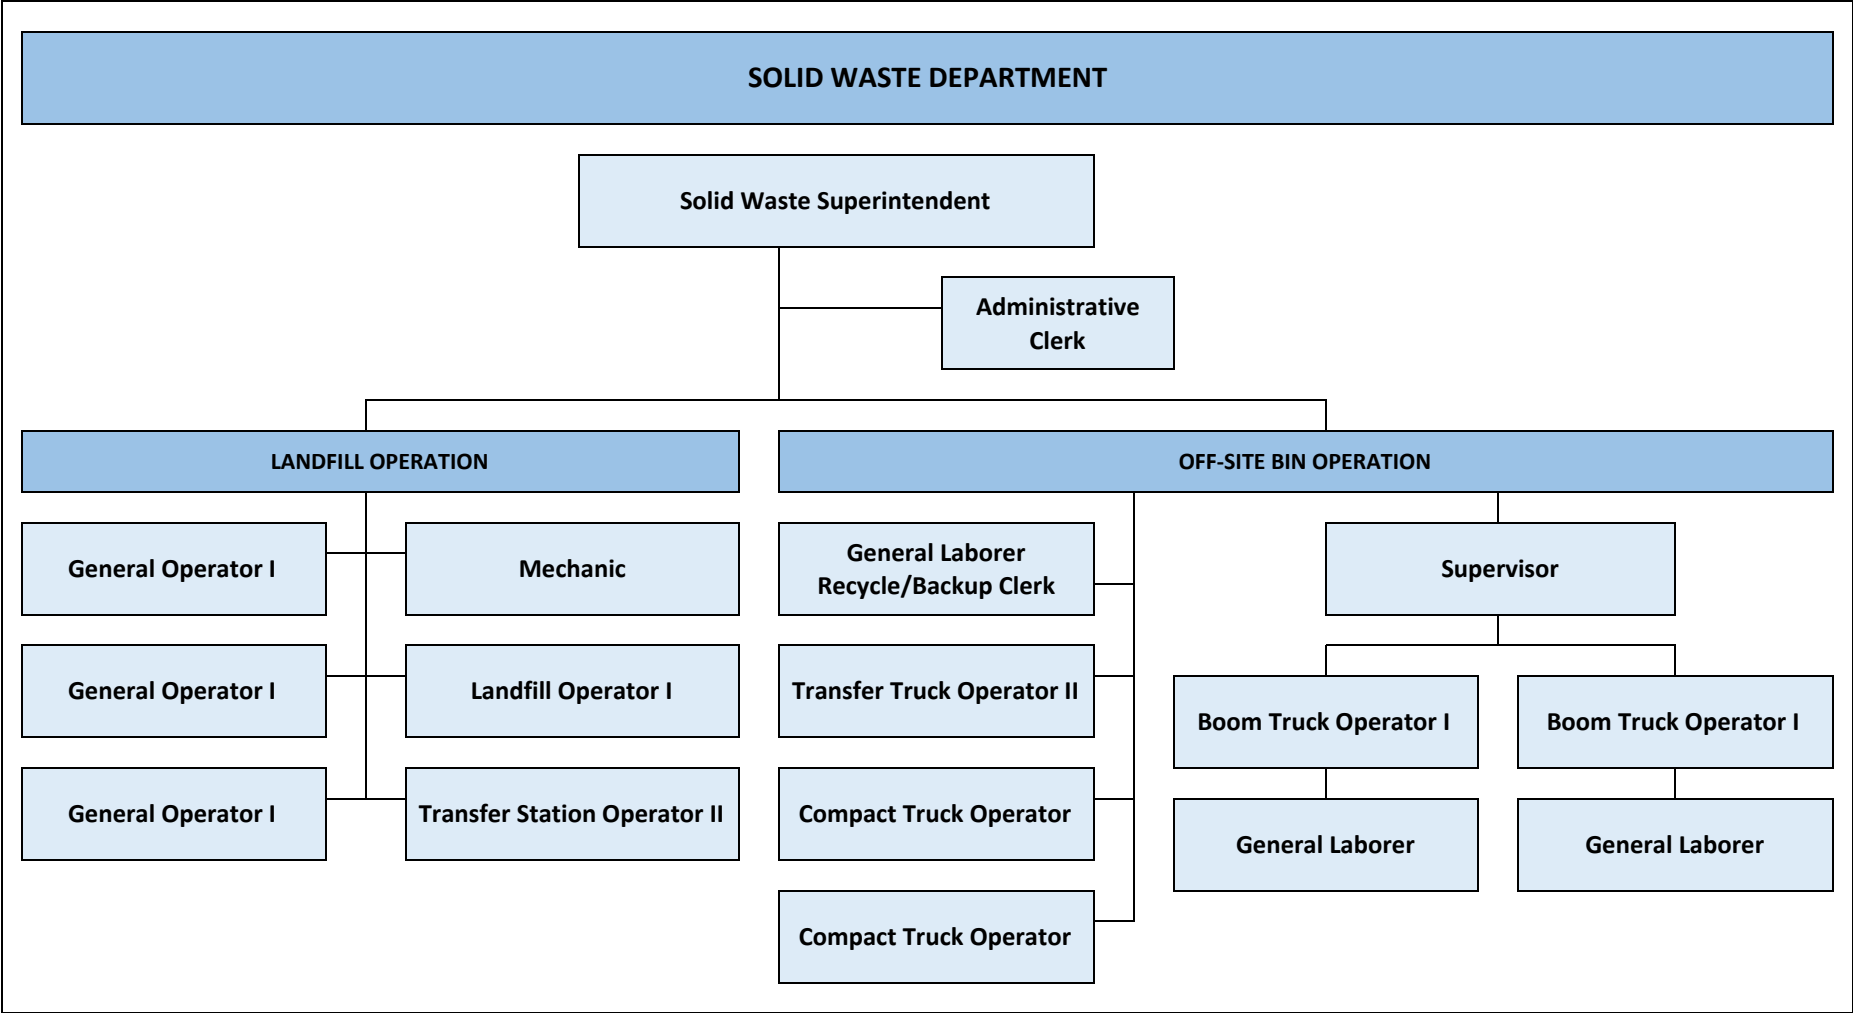 SOLID WASTE DEPARTMENT
Solid Waste Superintendent
Administrative
Clerk
LANDFILL OPERATION
OFF-SITE BIN OPERATION
General Operator I
Mechanic
General Operator I
Landfill Operator I
General Operator I
Transfer Station Operator II
General Laborer
Recycle/Backup Clerk
Transfer Truck Operator II
Compact Truck Operator
Compact Truck Operator
Supervisor
Boom Truck Operator I
Boom Truck Operator I
General Laborer
General Laborer